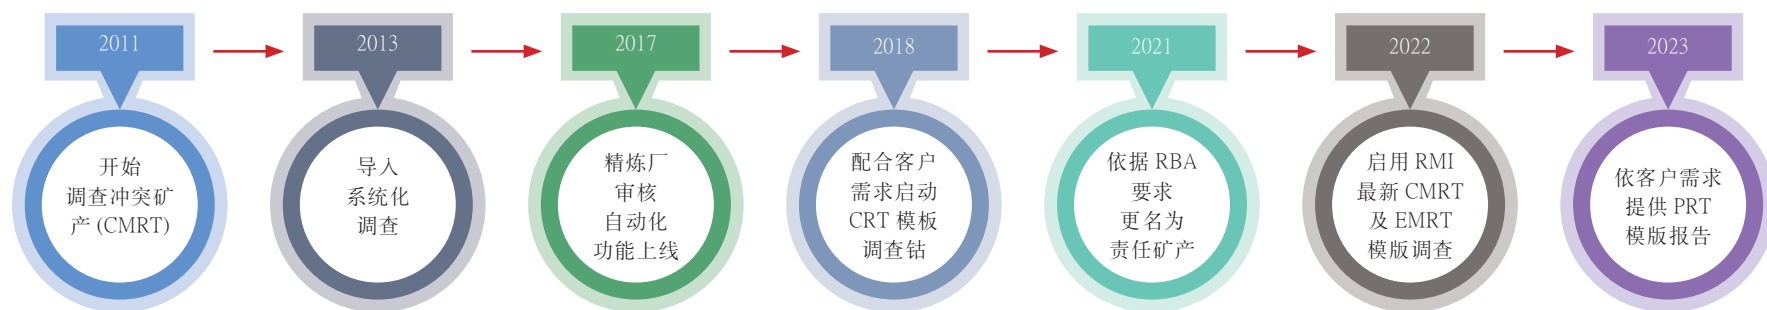 2011
开始
调查冲突矿
产 (CMRT)
2013
导入
系统化
调查
2017
精炼厂
审核
自动化
功能上线
2018
配合客户
需求启动
CRT 模板
调查钴
2021
依据 RBA
要求
更名为
责任矿产
2022
启用 RMI
最新 CMRT
及 EMRT
模版调查
2023
依客户需求
提供 PRT
模版报告